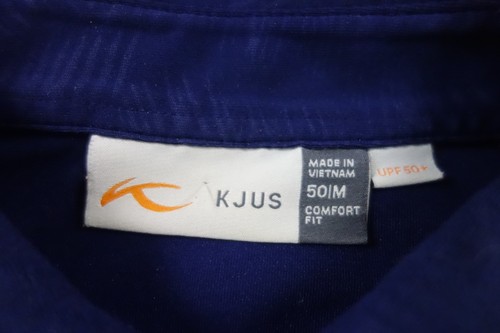 KJUS
MADE IN
VIETNAM
50|M
COMFORT
FIT
UPF 50+